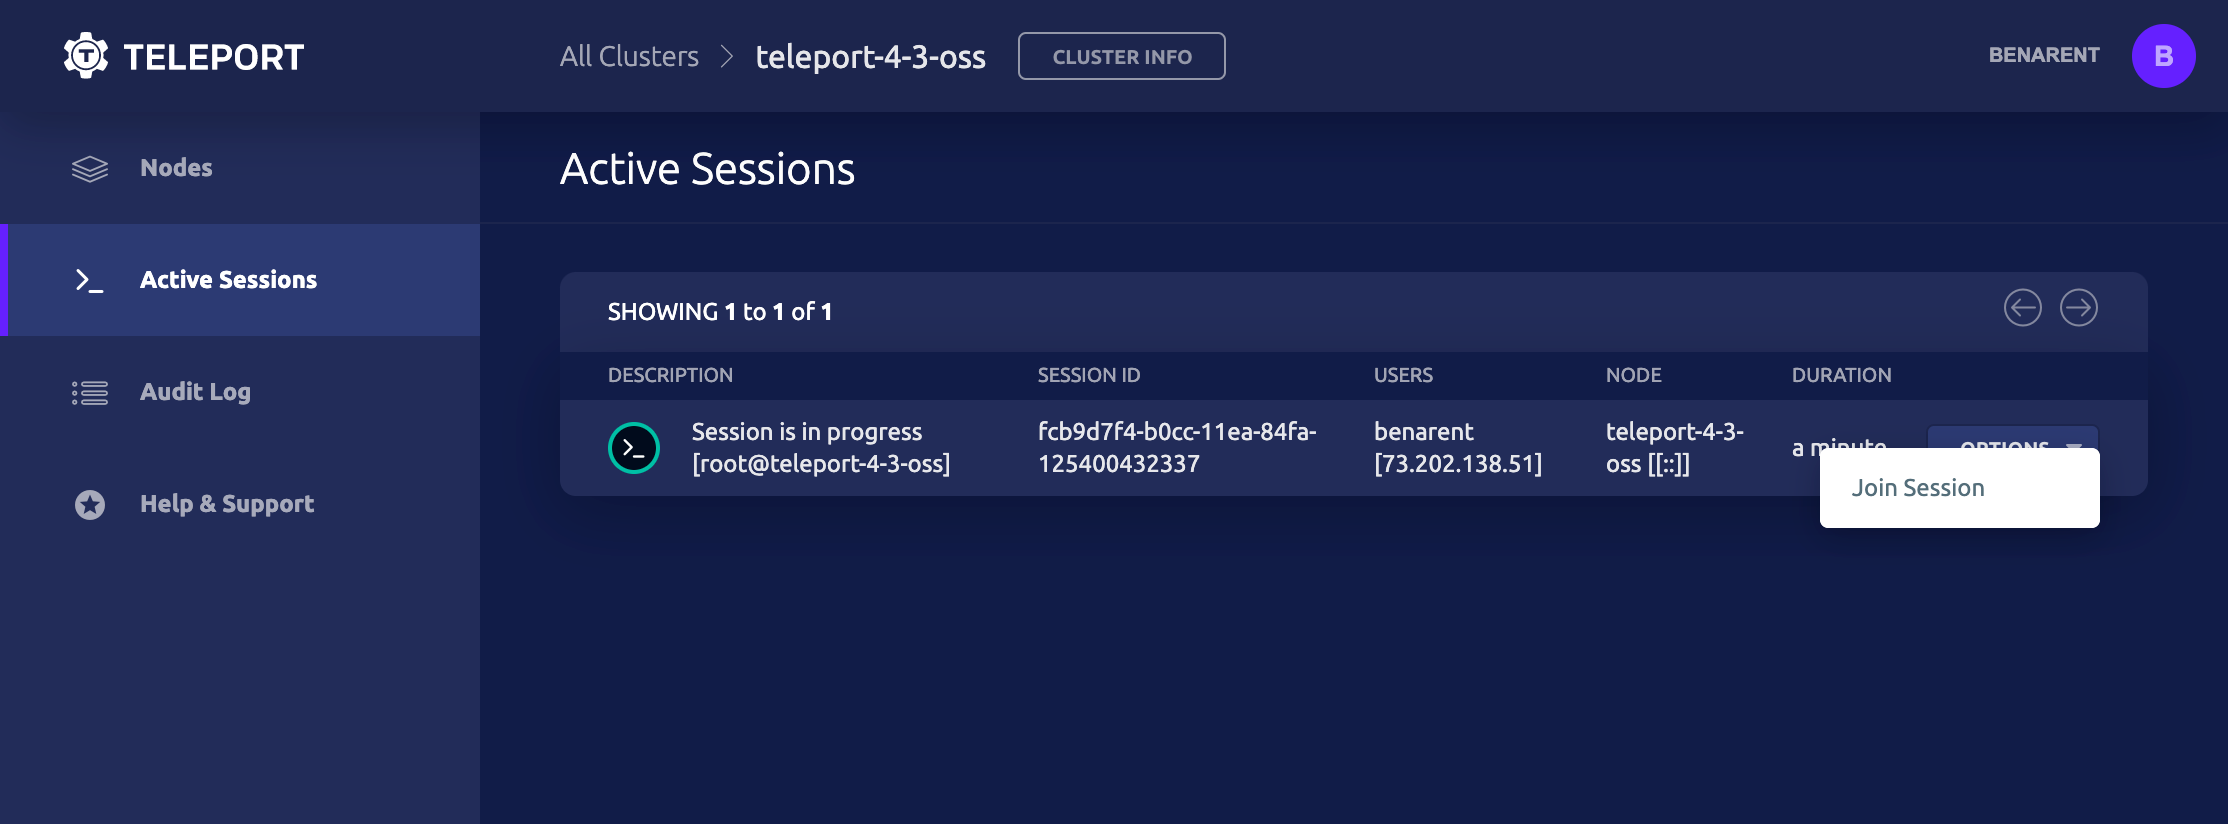 TELEPORT
All Clusters > teleport-4-3-oss
CLUSTER INFO
BENARENT
B
Nodes
Active Sessions
Audit Log
Help & Support
Active Sessions
SHOWING 1 to 1 of 1
DESCRIPTION
SESSION ID
USERS
NODE
DURATION
Session is in progress
[root@teleport-4-3-oss]
fcb9d7f4-b0cc-11ea-84fa-
125400432337
benarent
[73.202.138.51]
teleport-4-3-
oss [[::]]
a minute
OPTIONS
Join Session